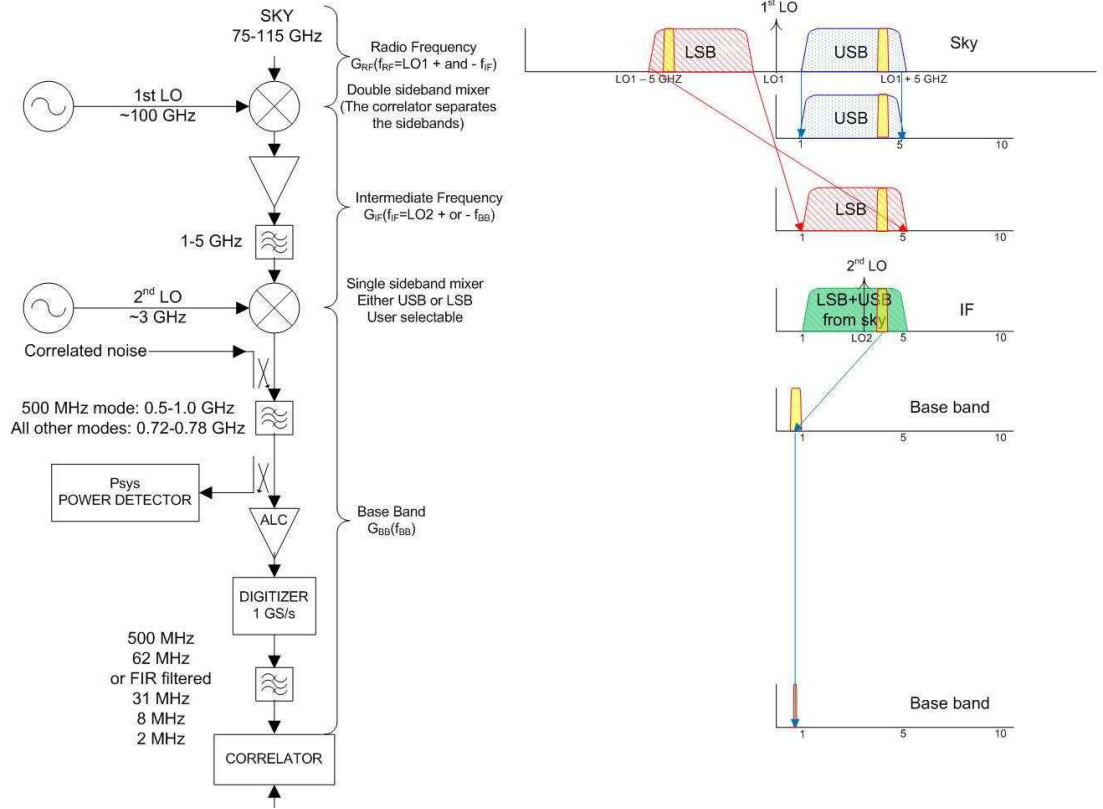 SKY
75-115 GHz
Radio Frequency
G_RF(f_RF=LO1 + and - f_IF)
1st LO
~100 GHz
Double sideband mixer
(The correlator separates
the sidebands)
Intermediate Frequency
G_IF(f_IF=LO2 + or - f_BB)
1-5 GHz
2nd LO
~3 GHz
Single sideband mixer
Either USB or LSB
User selectable
Correlated noise
500 MHz mode: 0.5-1.0 GHz
All other modes: 0.72-0.78 GHz
Psys
POWER DETECTOR
ALC
Base Band
G_BB(f_BB)
DIGITIZER
1 GS/s
500 MHz
62 MHz
or FIR filtered
31 MHz
8 MHz
2 MHz
CORRELATOR
1st LO
LSB
USB
Sky
LO1 – 5 GHZ
LO1
LO1 + 5 GHZ
USB
1
5
10
LSB
1
5
10
2nd LO
LSB+USB
from sky
IF
1
LO2
5
10
Base band
1
5
10
Base band
1
5
10